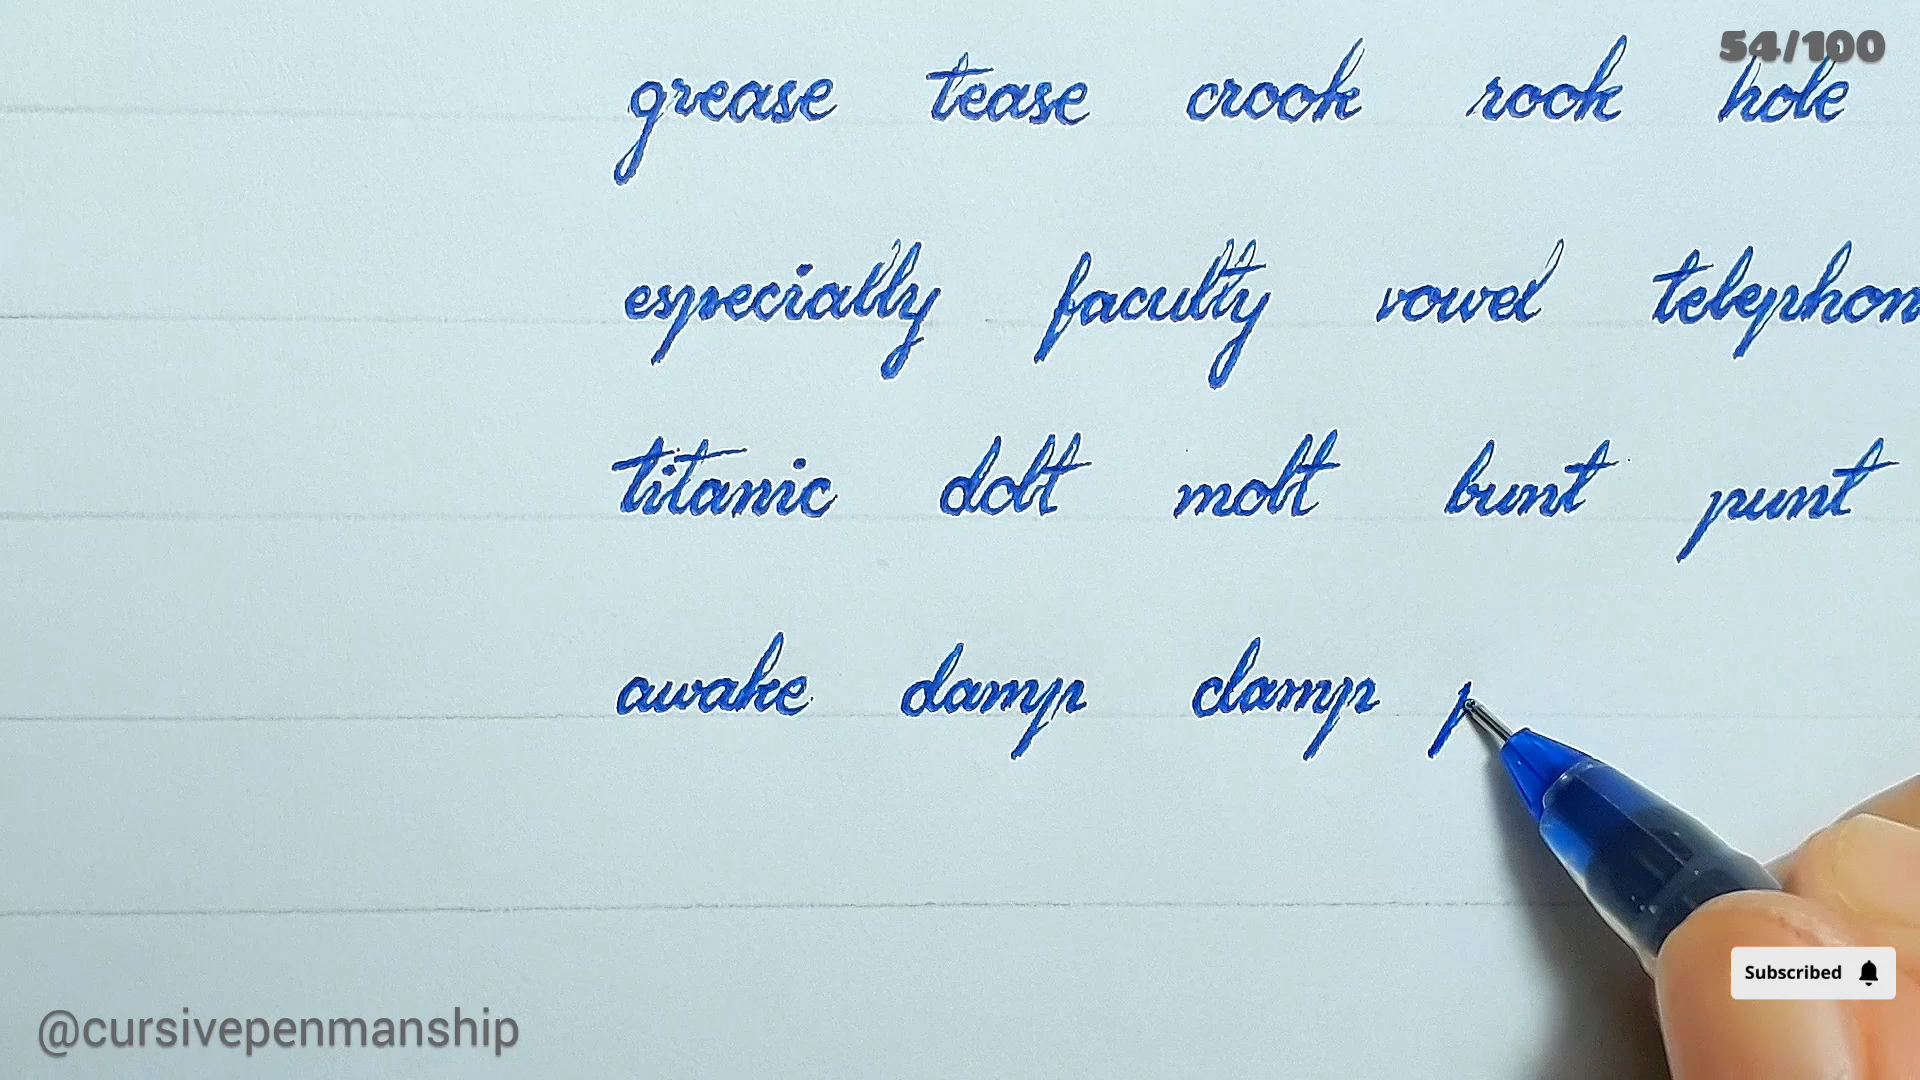 54/100
grease tease crook rook hole
especially faculty vowel telephon
titanic dolt molt bunt punt
awake damp clamp p
Subscribed
@cursivepenmanship